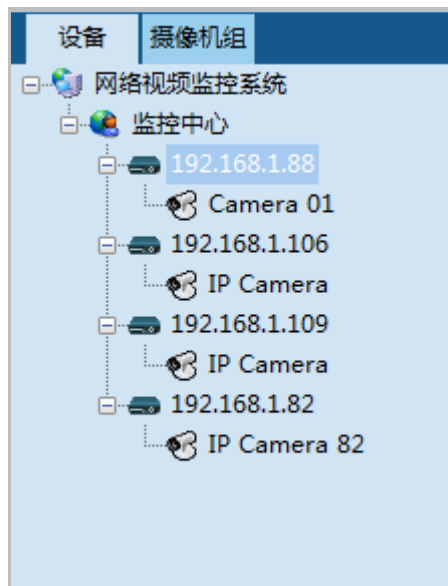 设备 摄像机组
网络视频监控系统
监控中心
192.168.1.88
Camera 01
192.168.1.106
IP Camera
192.168.1.109
IP Camera
192.168.1.82
IP Camera 82